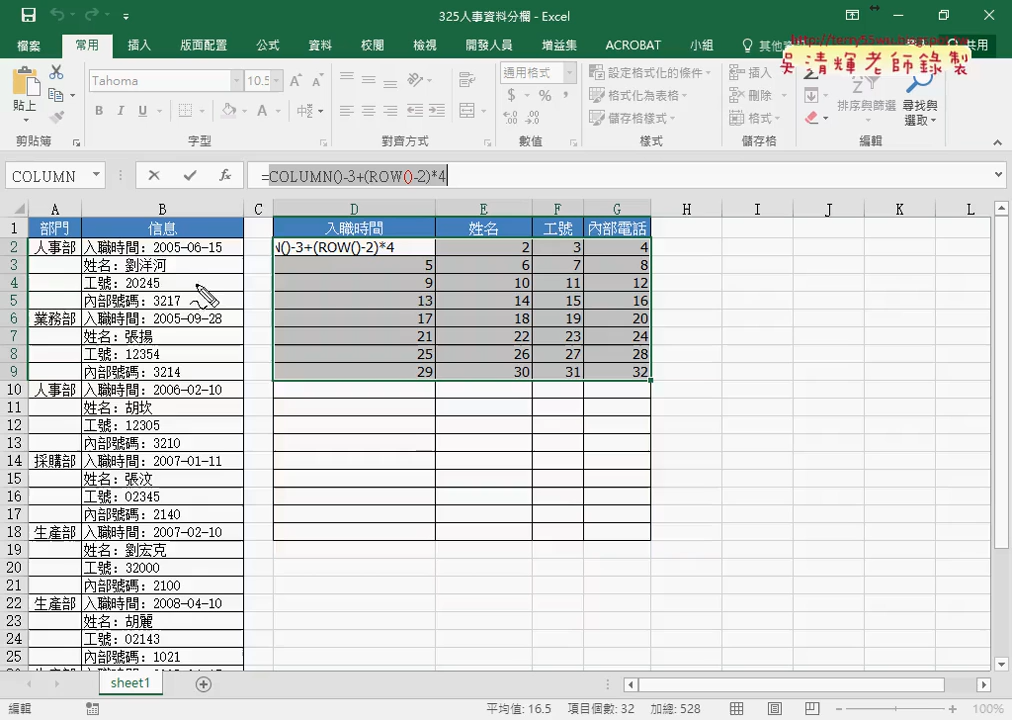 325人事資料分欄 - Excel
檔案 常用 插入 版面配置 公式 資料 校閱 檢視 開發人員 增益集 ACROBAT 小組
吳清輝老師錄製
貼上
剪貼簿
Tahoma 10.5
B I U
字型
對齊方式
通用格式
$ % ,
數值
設定格式化的條件
格式化為表格
儲存格樣式
樣式
插入
刪除
格式
儲存格
排序與篩選 尋找與
選取
編輯
COLUMN =COLUMN()-3+(ROW()-2)*4
A B C D E F G H I J K L
1 部門 信息 入職時間 姓名 工號 內部電話
2 人事部 入職時間：2005-06-15 N()-3+(ROW()-2)*4 2 3 4
3 姓名：劉洋河 5 6 7 8
4 工號：20245 9 10 11 12
5 內部號碼：3217 13 14 15 16
6 業務部 入職時間：2005-09-28 17 18 19 20
7 姓名：張揚 21 22 23 24
8 工號：12354 25 26 27 28
9 內部號碼：3214 29 30 31 32
10 人事部 入職時間：2006-02-10
11 姓名：胡坎
12 工號：12305
13 內部號碼：3210
14 採購部 入職時間：2007-01-11
15 姓名：張汶
16 工號：02345
17 內部號碼：2140
18 生產部 入職時間：2007-02-10
19 姓名：劉宏克
20 工號：32000
21 內部號碼：2100
22 生產部 入職時間：2008-04-10
23 姓名：胡麗
24 工號：02143
25 內部號碼：1021
sheet1
編輯 平均值: 16.5 項目個數: 32 加總: 528 100%